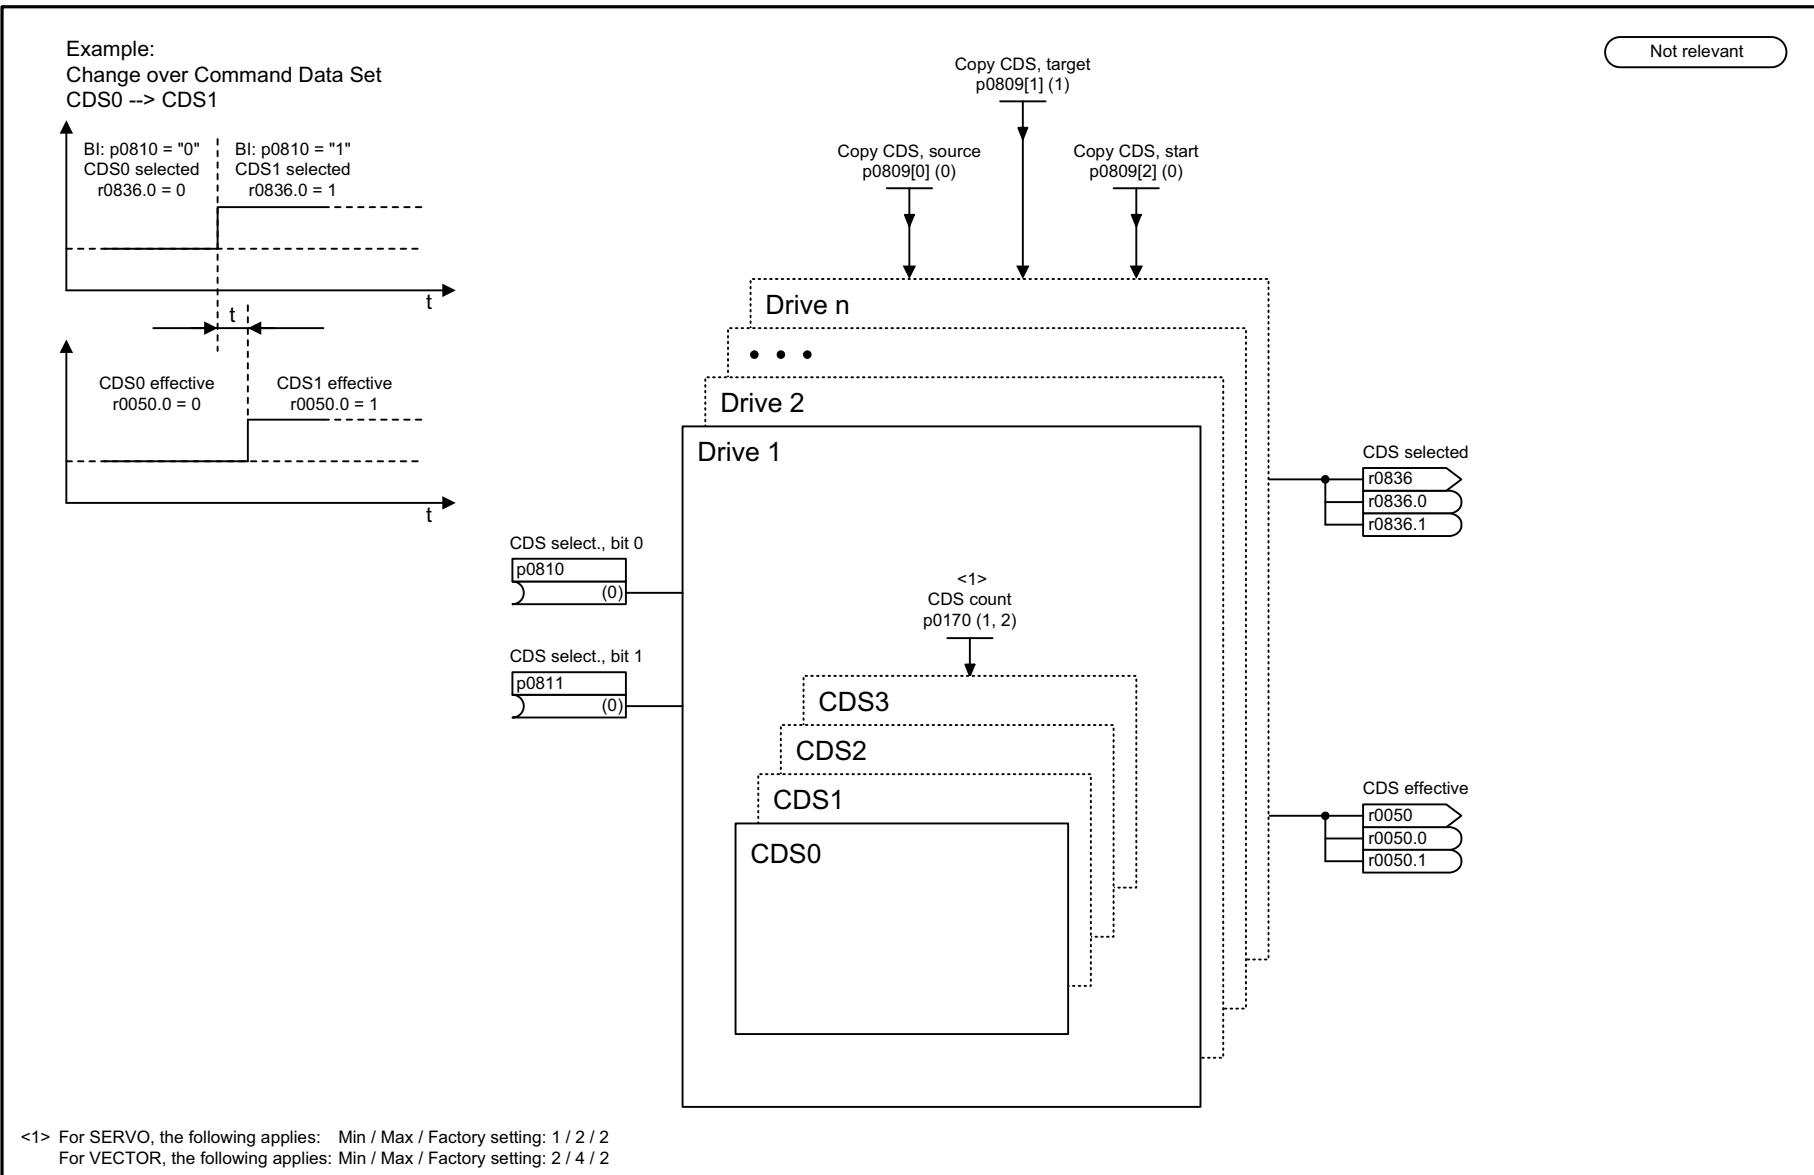 Example:
Change over Command Data Set
CDS0 --> CDS1
BI: p0810 = "0"
CDS0 selected
r0836.0 = 0
BI: p0810 = "1"
CDS1 selected
r0836.0 = 1
t
t
CDS0 effective
r0050.0 = 0
CDS1 effective
r0050.0 = 1
t
Not relevant
Copy CDS, target
p0809[1] (1)
Copy CDS, source
p0809[0] (0)
Copy CDS, start
p0809[2] (0)
Drive n
• • •
Drive 2
Drive 1
CDS select., bit 0
p0810
(0)
CDS select., bit 1
p0811
(0)
<1>
CDS count
p0170 (1, 2)
CDS3
CDS2
CDS1
CDS0
CDS selected
r0836
r0836.0
r0836.1
CDS effective
r0050
r0050.0
r0050.1
<1> For SERVO, the following applies: Min / Max / Factory setting: 1 / 2 / 2
For VECTOR, the following applies: Min / Max / Factory setting: 2 / 4 / 2